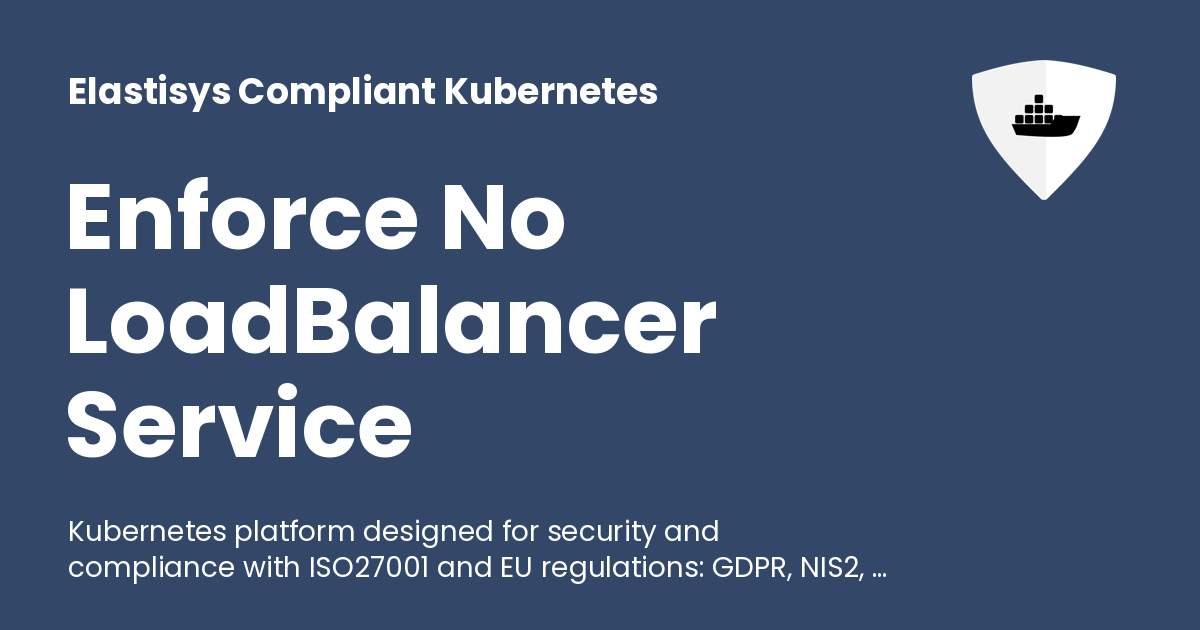 Elastisys Compliant Kubernetes
Enforce No
LoadBalancer
Service
Kubernetes platform designed for security and
compliance with ISO27001 and EU regulations: GDPR, NIS2, ...